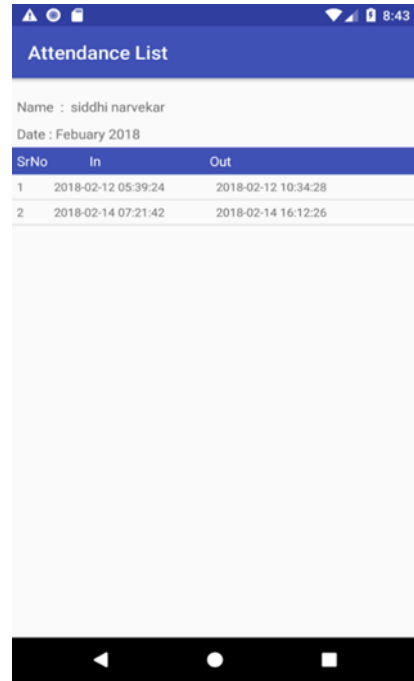 8:43
Attendance List
Name : siddhi narvekar
Date : Febuary 2018
SrNo In Out
1 2018-02-12 05:39:24 2018-02-12 10:34:28
2 2018-02-14 07:21:42 2018-02-14 16:12:26